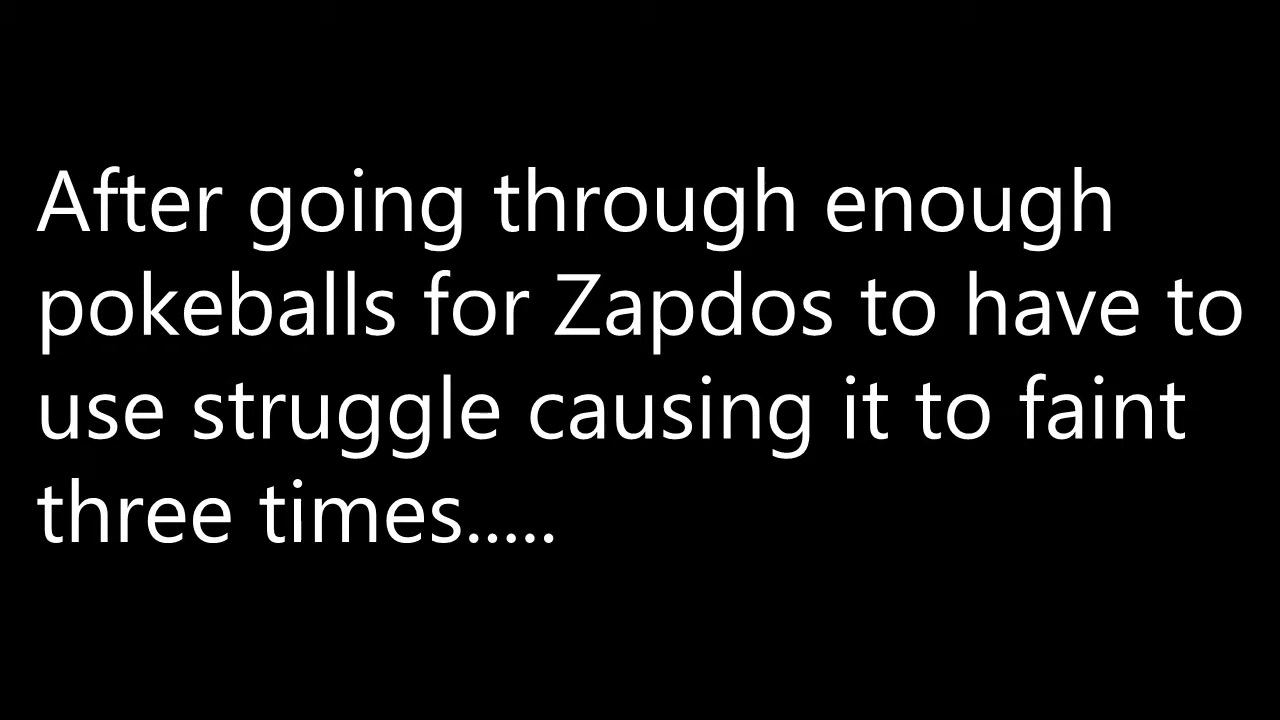 After going through enough
pokeballs for Zapdos to have to
use struggle causing it to faint
three times.....